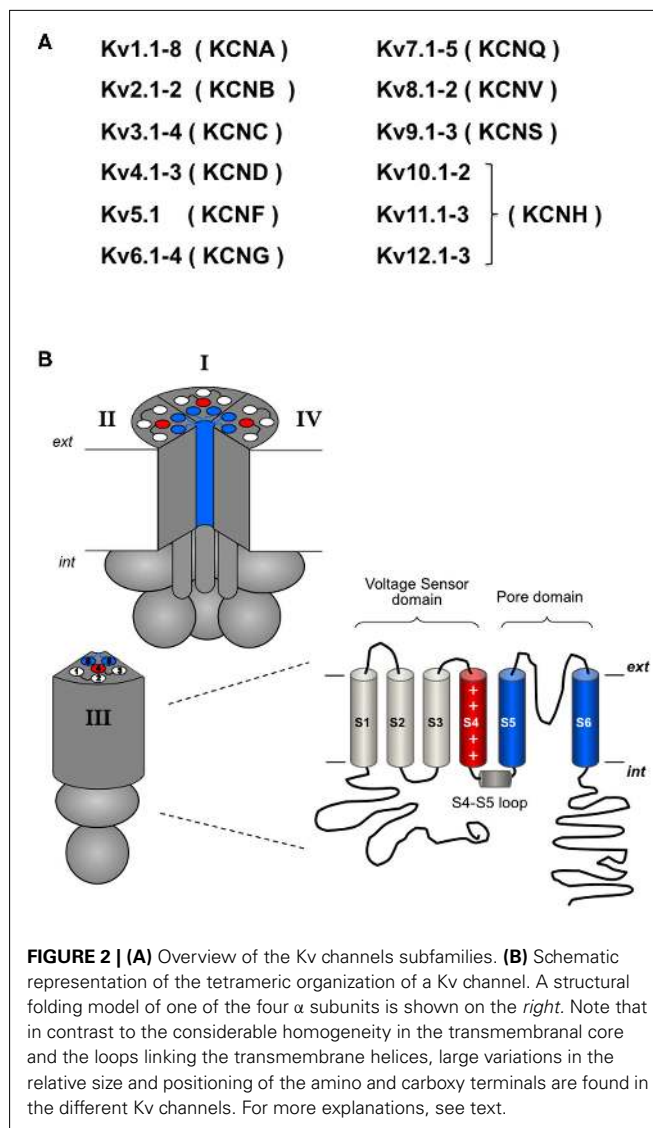 A
Kv1.1-8 ( KCNA )
Kv2.1-2 ( KCNB )
Kv3.1-4 ( KCNC )
Kv4.1-3 ( KCND )
Kv5.1 ( KCNF )
Kv6.1-4 ( KCNG )
Kv7.1-5 ( KCNQ )
Kv8.1-2 ( KCNV )
Kv9.1-3 ( KCNS )
Kv10.1-2
Kv11.1-3
Kv12.1-3
( KCNH )
B
I
II
IV
ext
int
1
2
3
4
III
Voltage Sensor
domain
Pore domain
ext
S1
S2
S3
S4
+
+
+
+
S5
S6
int
S4-S5 loop
FIGURE 2 | (A) Overview of the Kv channels subfamilies. (B) Schematic
representation of the tetrameric organization of a Kv channel. A structural
folding model of one of the four α subunits is shown on the right. Note that
in contrast to the considerable homogeneity in the transmembranal core
and the loops linking the transmembrane helices, large variations in the
relative size and positioning of the amino and carboxy terminals are found in
the different Kv channels. For more explanations, see text.